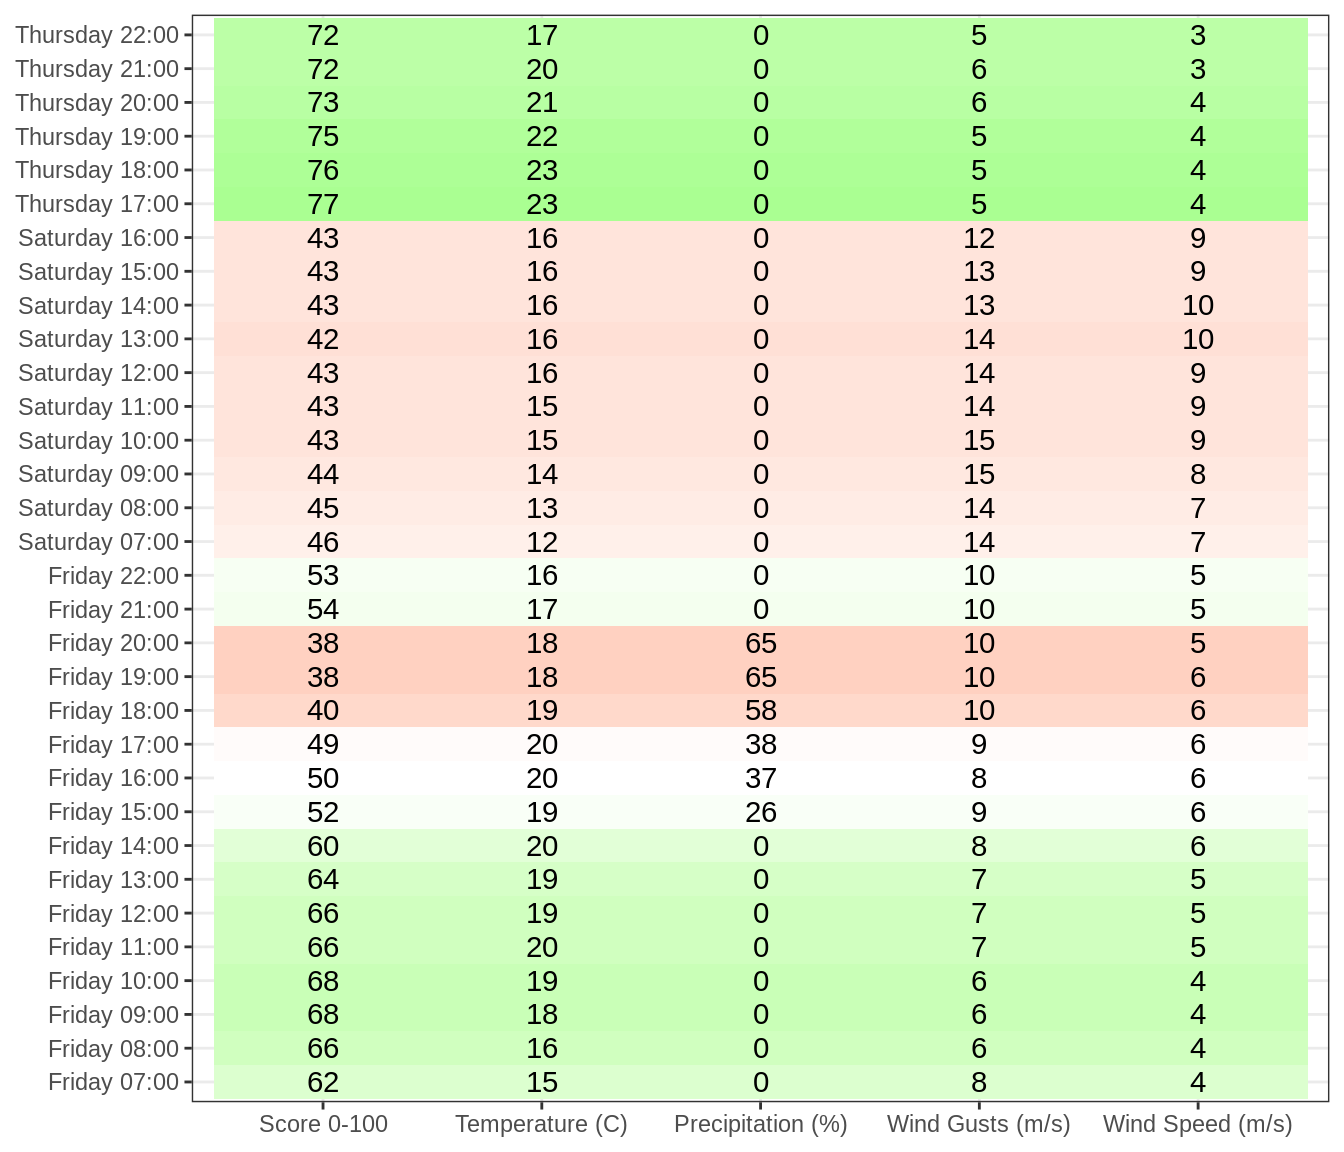 Thursday 22:00 72 17 0 5 3
Thursday 21:00 72 20 0 6 3
Thursday 20:00 73 21 0 6 4
Thursday 19:00 75 22 0 5 4
Thursday 18:00 76 23 0 5 4
Thursday 17:00 77 23 0 5 4
Saturday 16:00 43 16 0 12 9
Saturday 15:00 43 16 0 13 9
Saturday 14:00 43 16 0 13 10
Saturday 13:00 42 16 0 14 10
Saturday 12:00 43 16 0 14 9
Saturday 11:00 43 15 0 14 9
Saturday 10:00 43 15 0 15 9
Saturday 09:00 44 14 0 15 8
Saturday 08:00 45 13 0 14 7
Saturday 07:00 46 12 0 14 7
Friday 22:00 53 16 0 10 5
Friday 21:00 54 17 0 10 5
Friday 20:00 38 18 65 10 5
Friday 19:00 38 18 65 10 6
Friday 18:00 40 19 58 10 6
Friday 17:00 49 20 38 9 6
Friday 16:00 50 20 37 8 6
Friday 15:00 52 19 26 9 6
Friday 14:00 60 20 0 8 6
Friday 13:00 64 19 0 7 5
Friday 12:00 66 19 0 7 5
Friday 11:00 66 20 0 7 5
Friday 10:00 68 19 0 6 4
Friday 09:00 68 18 0 6 4
Friday 08:00 66 16 0 6 4
Friday 07:00 62 15 0 8 4
Score 0-100 Temperature (C) Precipitation (%) Wind Gusts (m/s) Wind Speed (m/s)